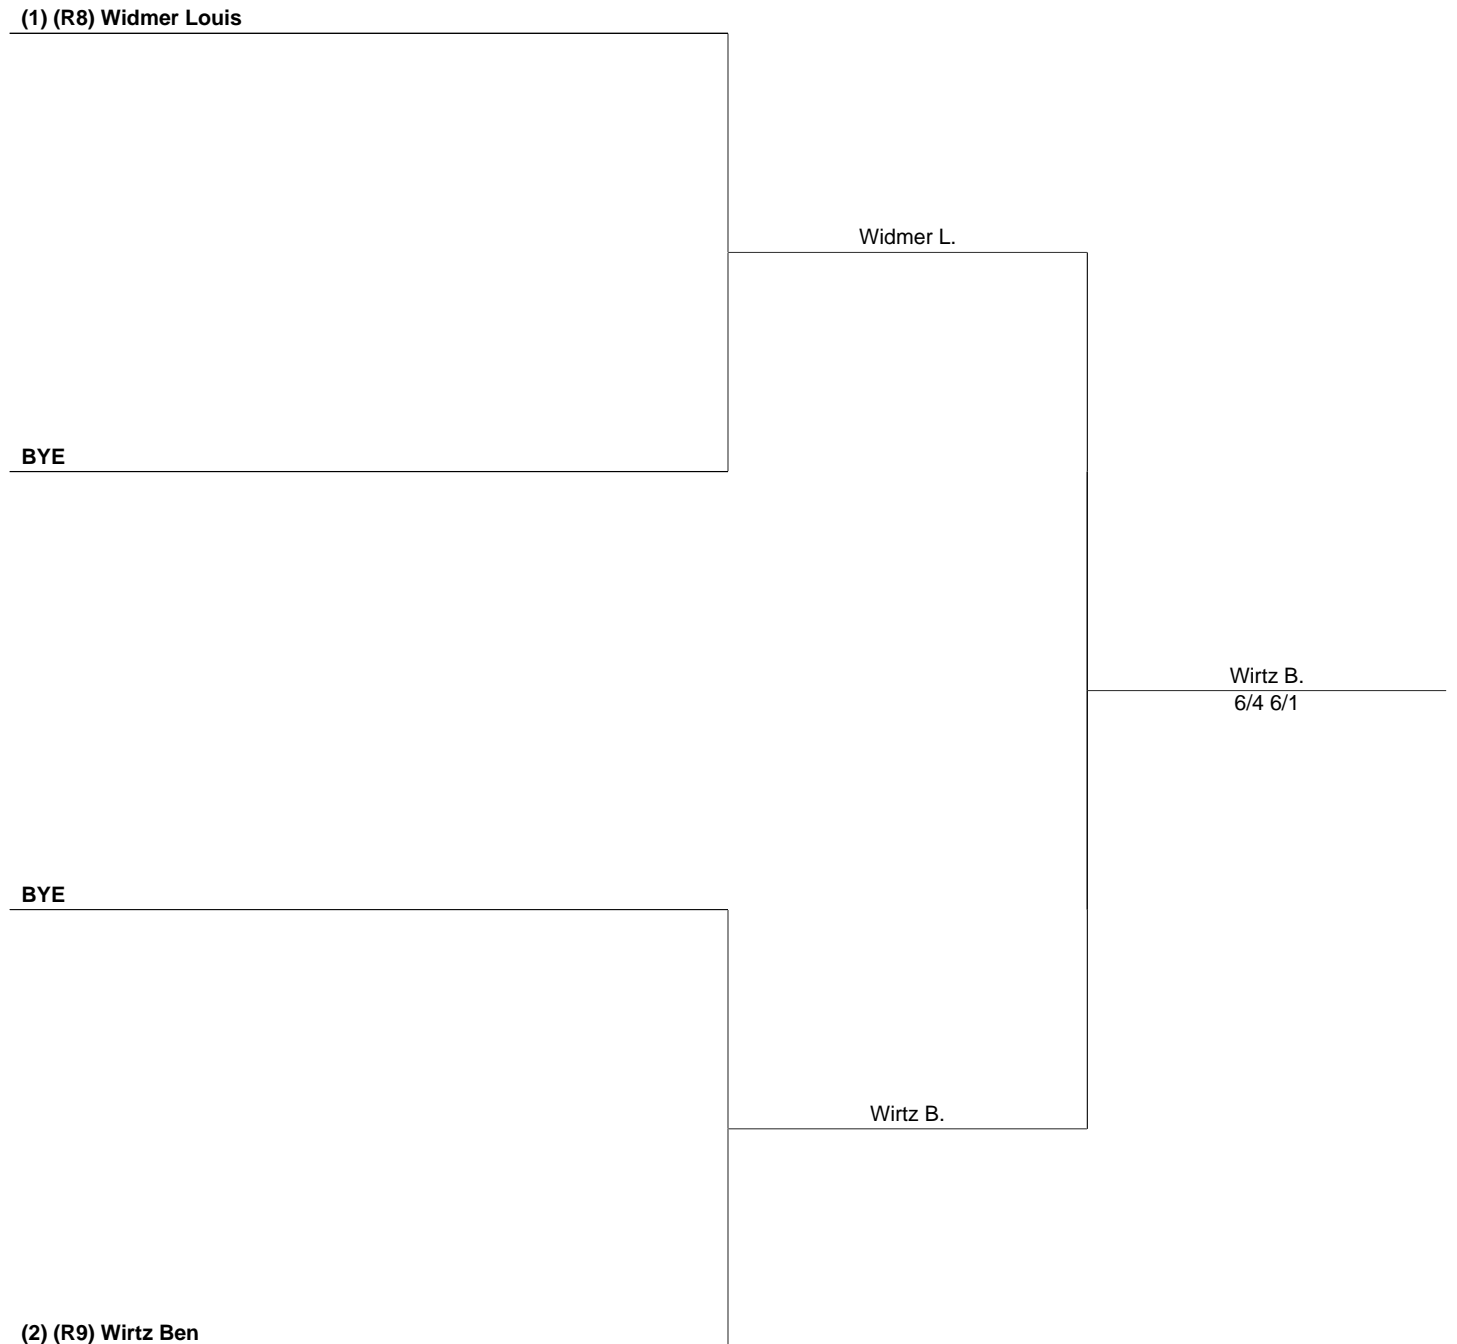 (1) (R8) Widmer Louis
Widmer L.
BYE
Wirtz B.
6/4 6/1
BYE
Wirtz B.
(2) (R9) Wirtz Ben